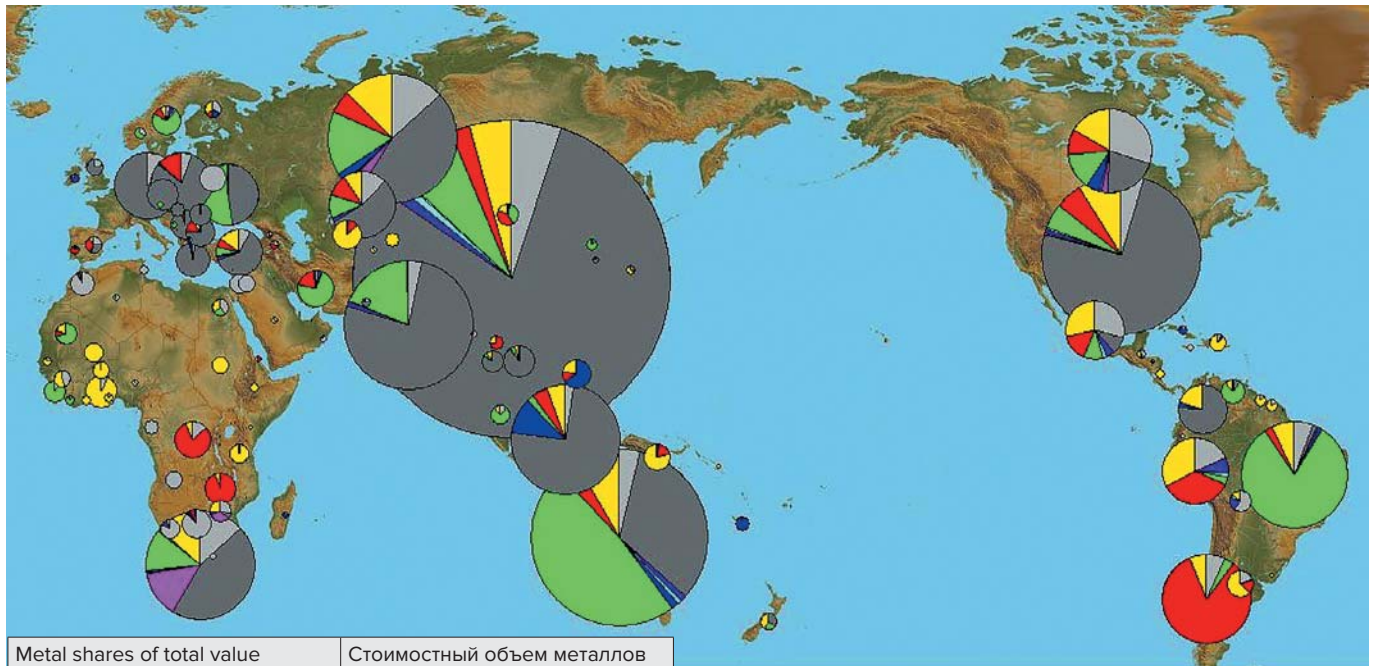 Metal shares of total value
Стоимостный объем металлов